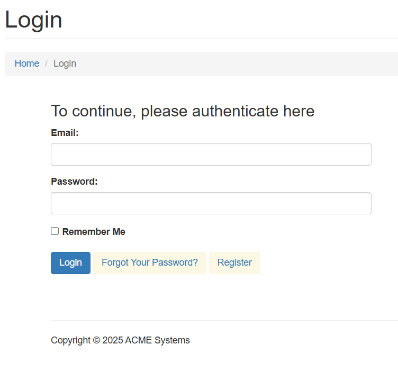 Login
Home / Login
To continue, please authenticate here
Email:
Password:
Remember Me
Login Forgot Your Password? Register
Copyright © 2025 ACME Systems